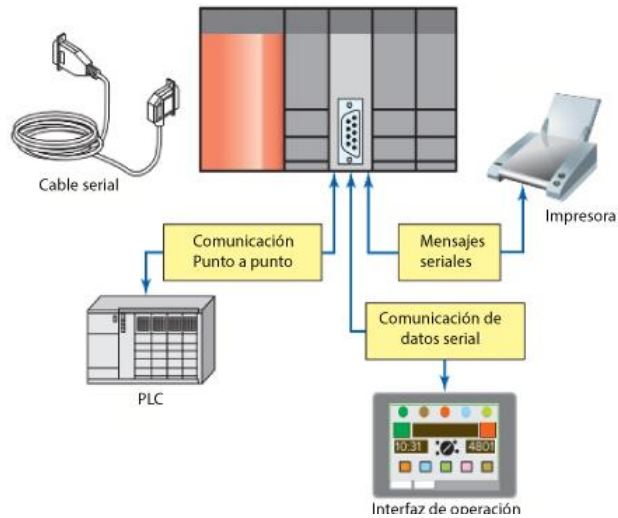 Cable serial
Impresora
Comunicación
Punto a punto
Mensajes
seriales
Comunicación de
datos serial
PLC
10:31
4801
Interfaz de operación